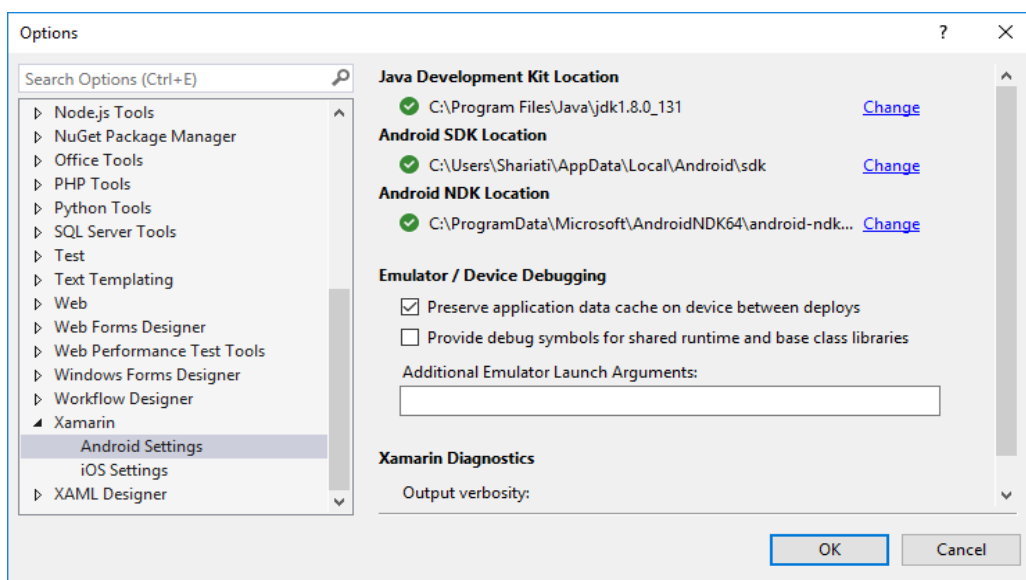 Options
?
Search Options (Ctrl+E)
Node.js Tools
NuGet Package Manager
Office Tools
PHP Tools
Python Tools
SQL Server Tools
Test
Text Templating
Web
Web Forms Designer
Web Performance Test Tools
Windows Forms Designer
Workflow Designer
Xamarin
Android Settings
iOS Settings
XAML Designer
Java Development Kit Location
C:\Program Files\Java\jdk1.8.0_131 Change
Android SDK Location
C:\Users\Shariati\AppData\Local\Android\sdk Change
Android NDK Location
C:\ProgramData\Microsoft\AndroidNDK64\android-ndk... Change
Emulator / Device Debugging
Preserve application data cache on device between deploys
Provide debug symbols for shared runtime and base class libraries
Additional Emulator Launch Arguments:
Xamarin Diagnostics
Output verbosity:
OK Cancel